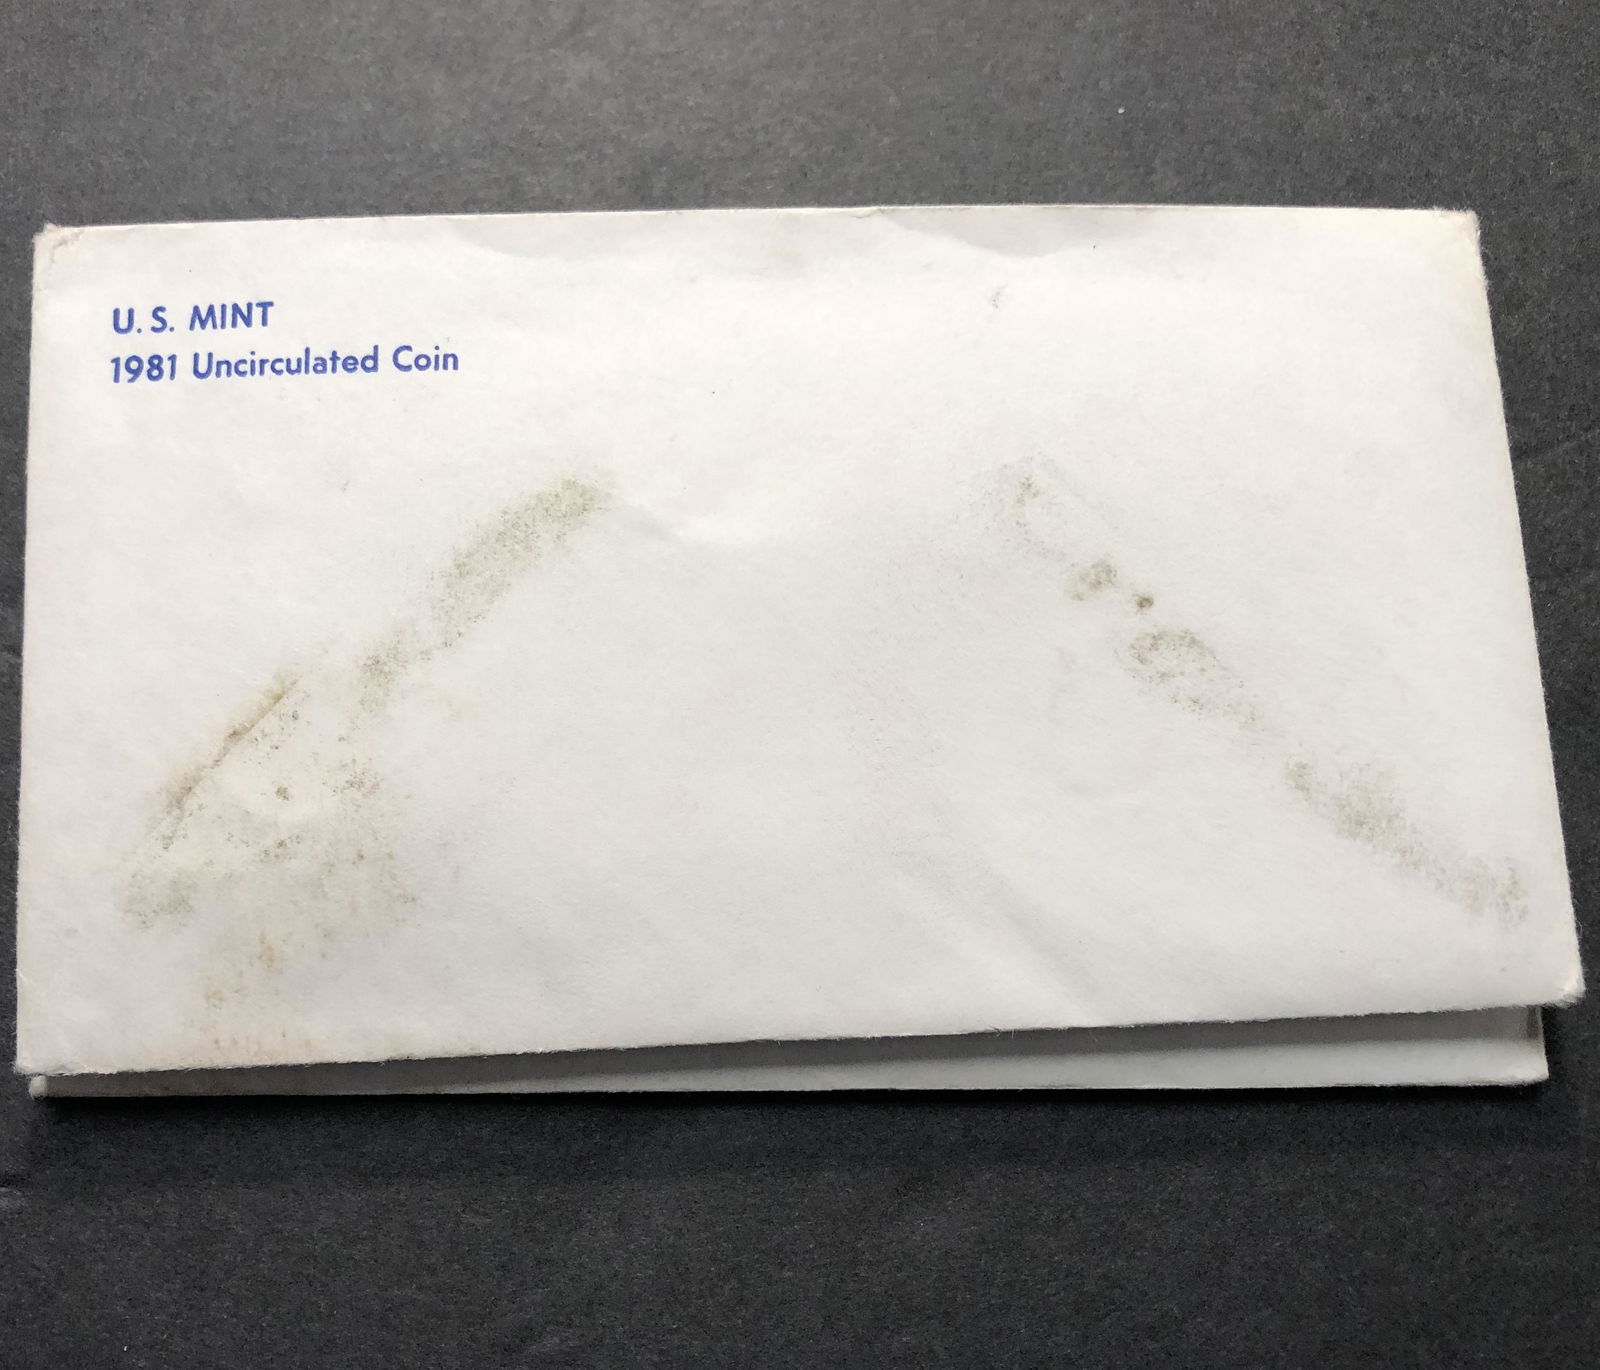 U.S. MINT
1981 Uncirculated Coin